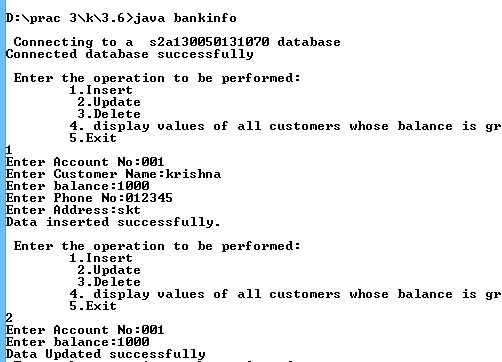 D:\prac 3\k\3.6>java bankinfo
Connecting to a s2a130050131070 database
Connected database successfully
Enter the operation to be performed:
1.Insert
2.Update
3.Delete
4. display values of all customers whose balance is gr
5.Exit
1
Enter Account No:001
Enter Customer Name:krishna
Enter balance:1000
Enter Phone No:012345
Enter Address:skt
Data inserted successfully.
Enter the operation to be performed:
1.Insert
2.Update
3.Delete
4. display values of all customers whose balance is gr
5.Exit
2
Enter Account No:001
Enter balance:1000
Data Updated successfully